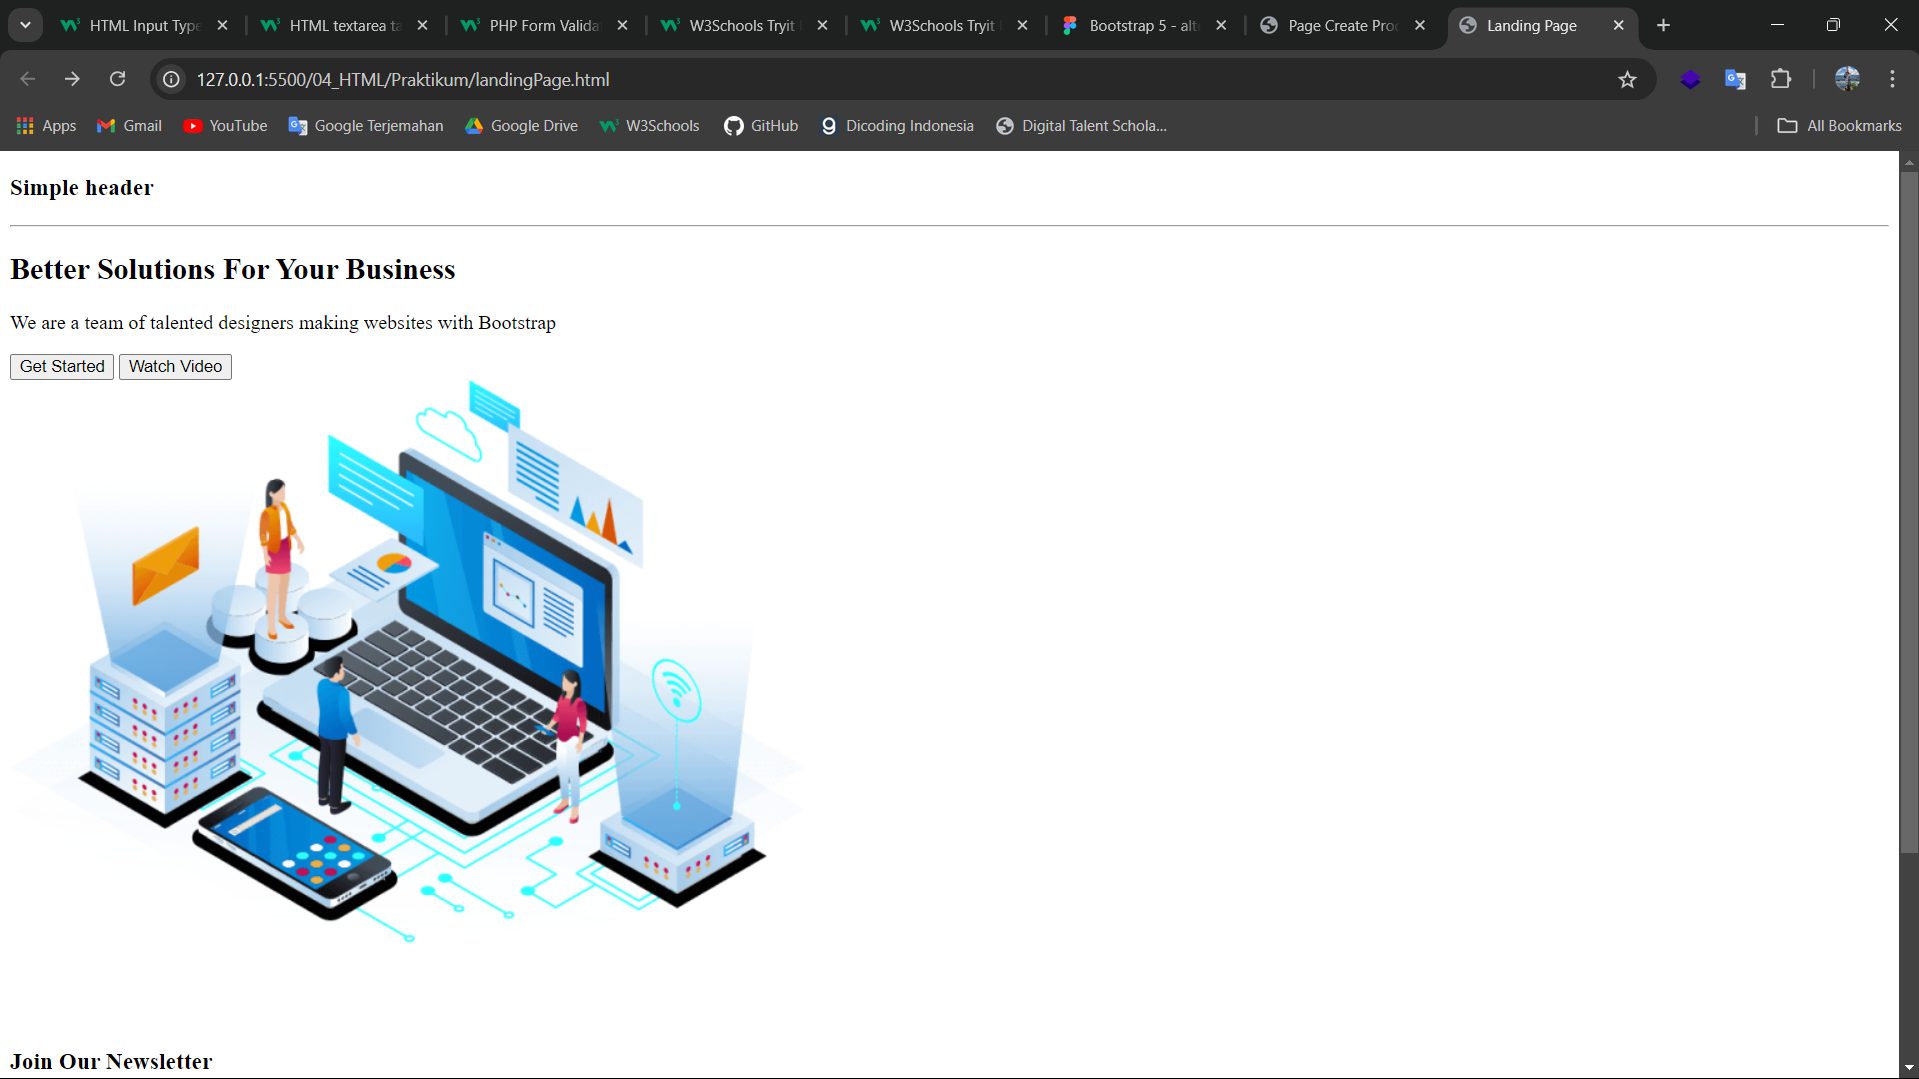 HTML Input Type
HTML textarea ta
PHP Form Valida
W3Schools Tryit
W3Schools Tryit
Bootstrap 5 - alt
Page Create Pro
Landing Page
127.0.0.1:5500/04_HTML/Praktikum/landingPage.html
Apps
Gmail
YouTube
Google Terjemahan
Google Drive
W3Schools
GitHub
Dicoding Indonesia
Digital Talent Schola...
All Bookmarks
Simple header
Better Solutions For Your Business
We are a team of talented designers making websites with Bootstrap
Get Started
Watch Video
Join Our Newsletter